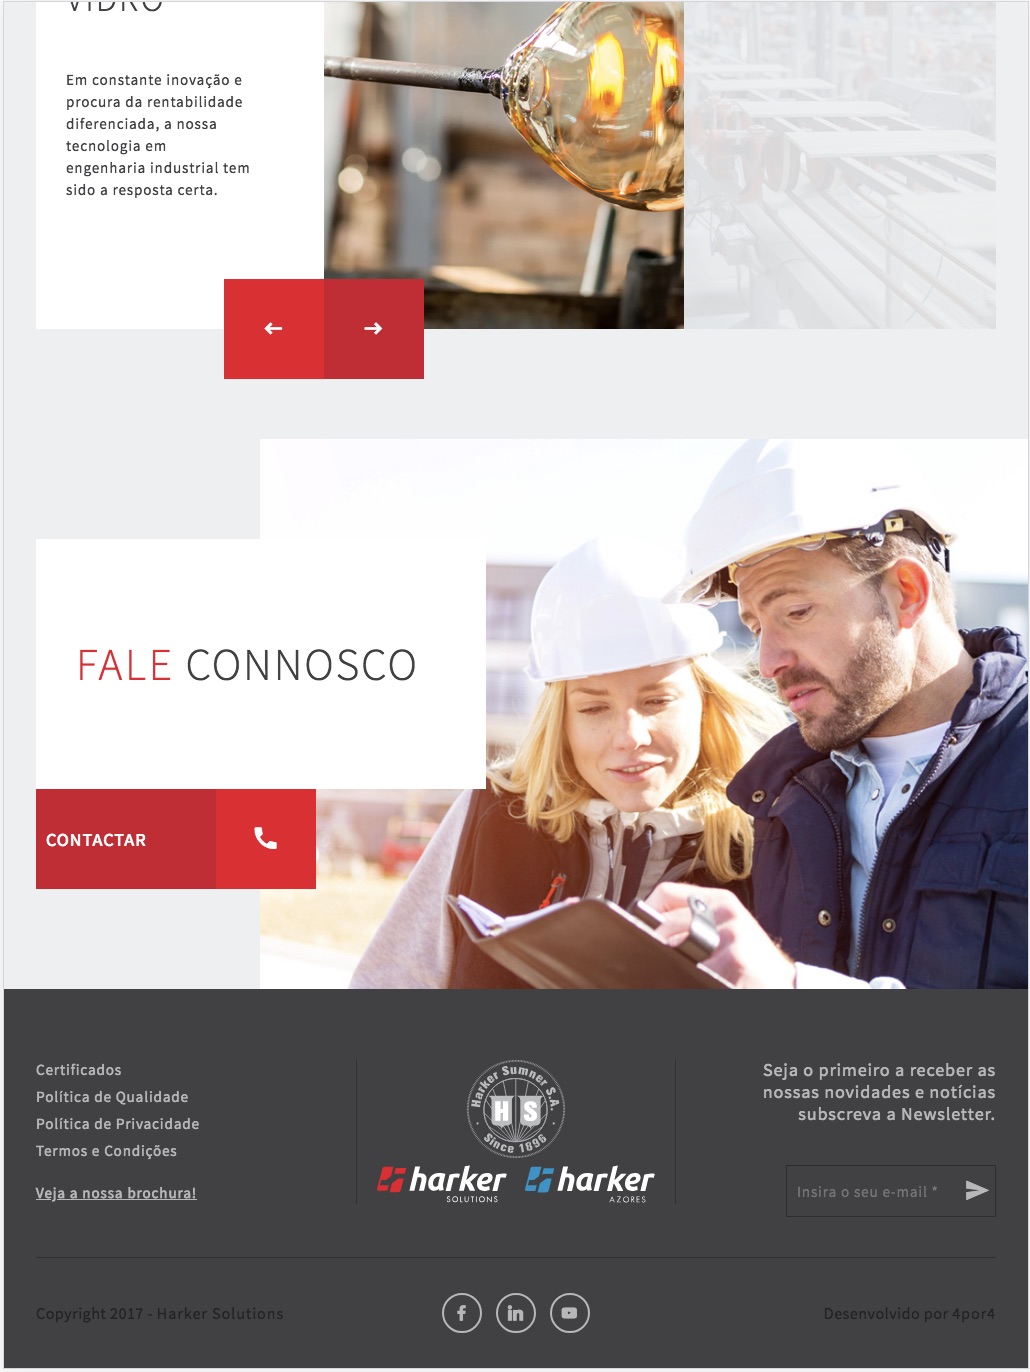 VIDRO
Em constante inovação e
procura da rentabilidade
diferenciada, a nossa
tecnologia em
engenharia industrial tem
sido a resposta certa.
FALE CONNOSCO
CONTACTAR
Certificados
Política de Qualidade
Política de Privacidade
Termos e Condições
Veja a nossa brochura!
Harker Sumner S.A.
HS
Since 1896
harker
SOLUTIONS
harker
AZORES
Seja o primeiro a receber as
nossas novidades e notícias
subscreva a Newsletter.
Insira o seu e-mail *
Copyright 2017 - Harker Solutions
f
in
Desenvolvido por 4por4